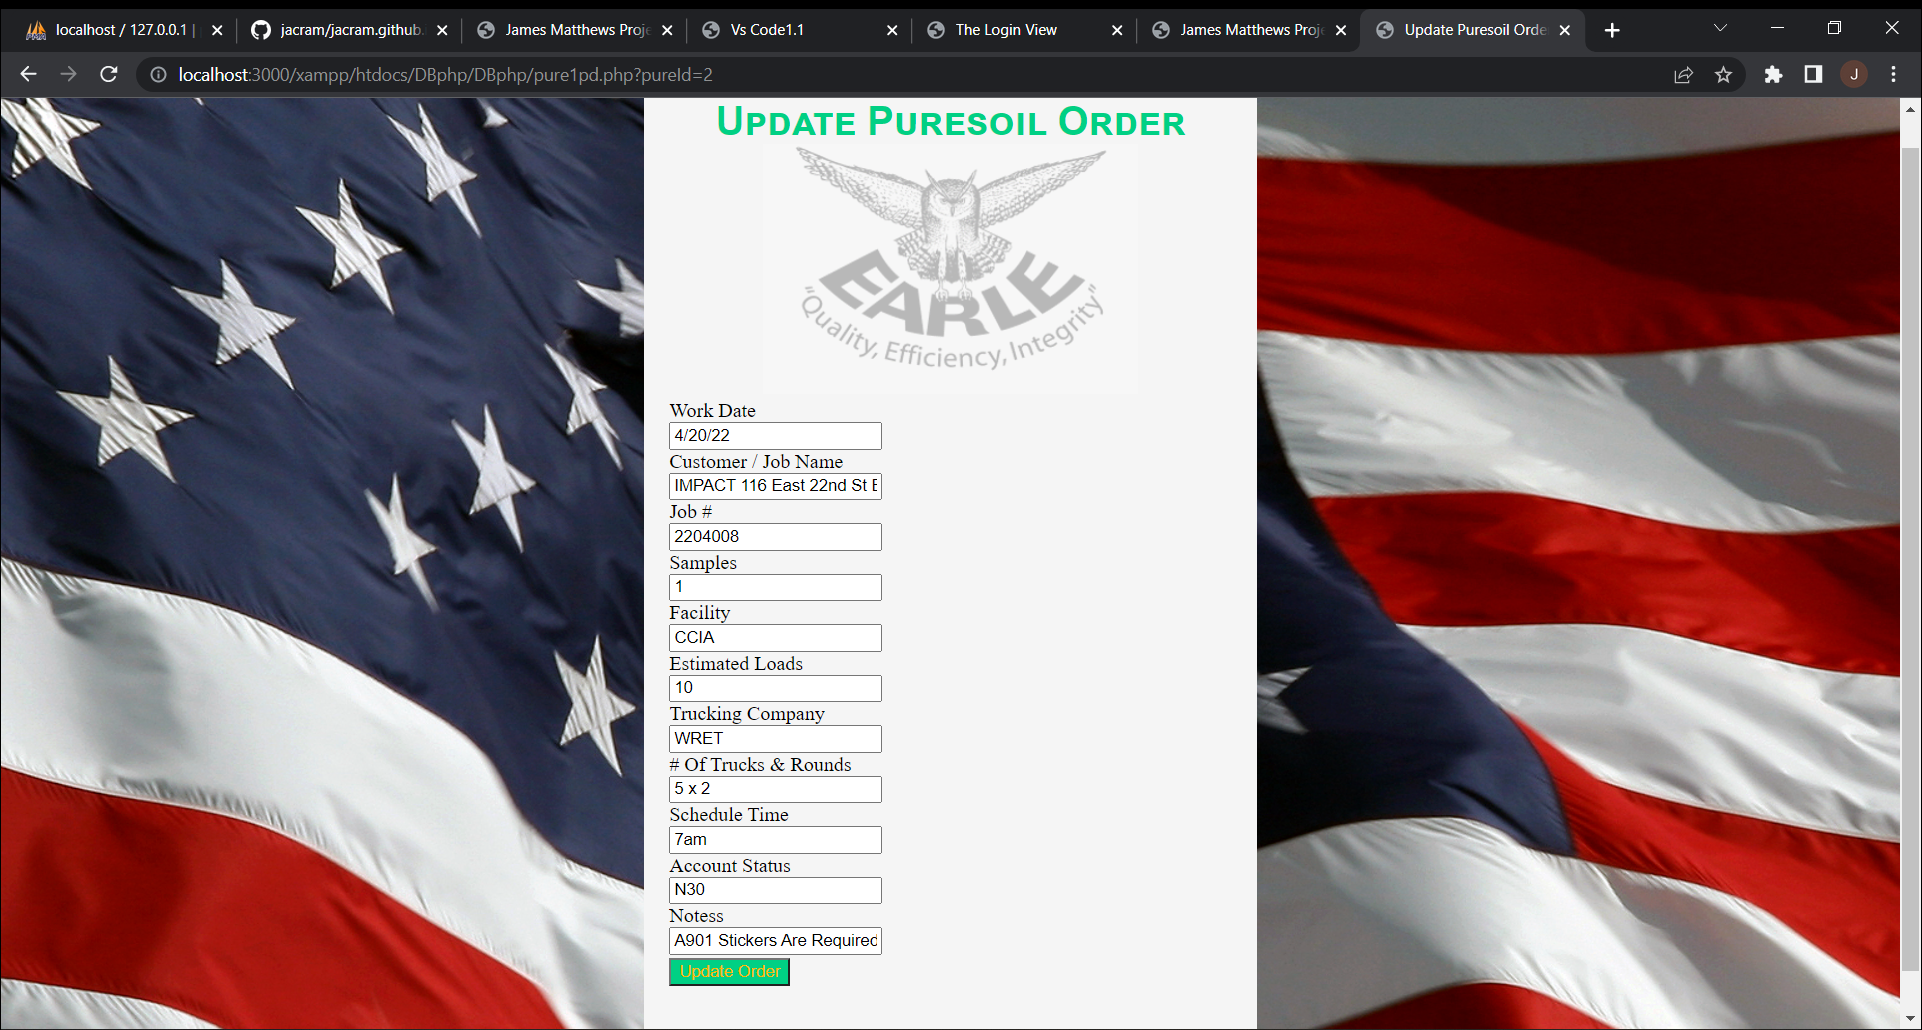 localhost / 127.0.0.1 |
jacram/jacram.github.
James Matthews Proje
Vs Code1.1
The Login View
James Matthews Proje
Update Puresoil Orde
localhost:3000/xampp/htdocs/DBphp/DBphp/pure1pd.php?pureId=2
J
Update Puresoil Order
EARLE
"Quality, Efficiency, Integrity"
Work Date
4/20/22
Customer / Job Name
IMPACT 116 East 22nd St
Job #
2204008
Samples
1
Facility
CCIA
Estimated Loads
10
Trucking Company
WRET
# Of Trucks & Rounds
5 x 2
Schedule Time
7am
Account Status
N30
Notess
A901 Stickers Are Required
Update Order